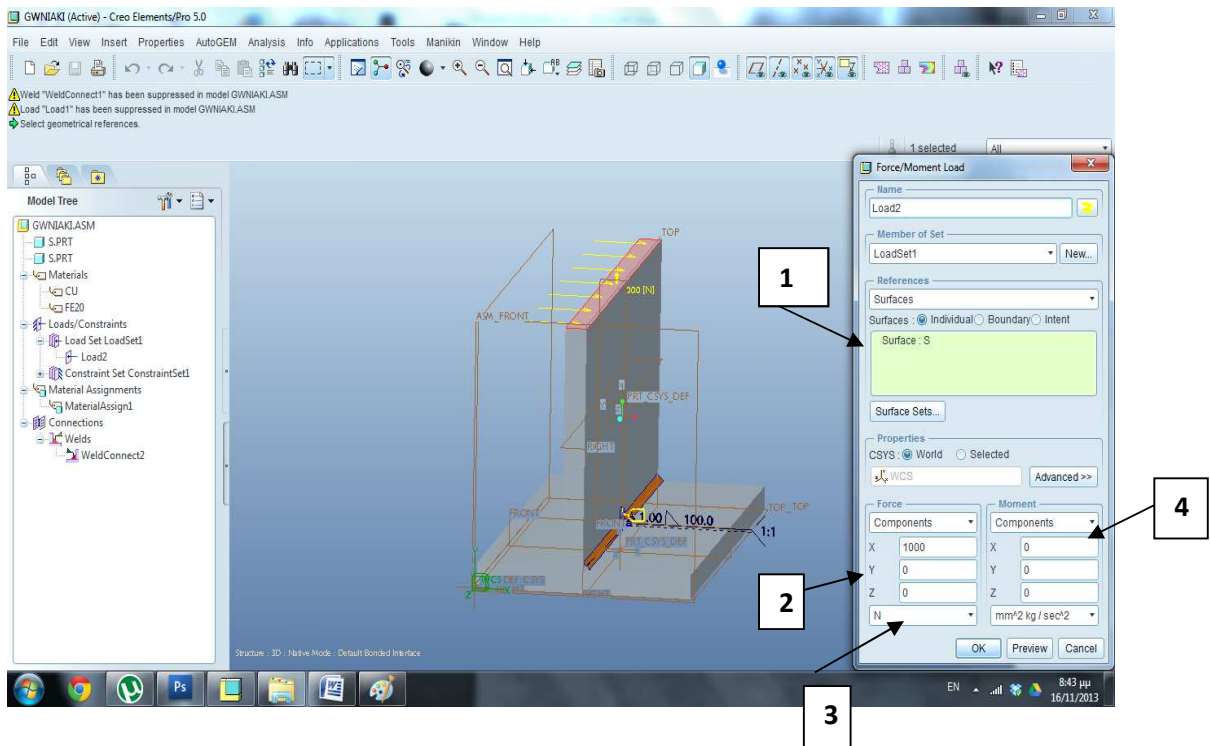 GWNIAKI (Active) - Creo Elements/Pro 5.0
File Edit View Insert Properties AutoGEM Analysis Info Applications Tools Manikin Window Help
Weld "WeldConnect1" has been suppressed in model GWNIAKI.ASM
Load "Load1" has been suppressed in model GWNIAKI.ASM
Select geometrical references.
1 selected All
Model Tree
GWNIAKI.ASM
S.PRT
S.PRT
Materials
CU
FE20
Loads/Constraints
Load Set LoadSet1
Load2
Constraint Set ConstraintSet1
Material Assignments
MaterialAssign1
Connections
Welds
WeldConnect2
TOP
000 [N]
ASM_FRONT
PRT_CSYS_DEF
RIGHT
FRONT
1.00 100.0
TOP_TOP
1:1
PRT_CSYS_DEF
Structure : 3D : Native Mode : Default Bonded Interface
Force/Moment Load
Name
Load2
Member of Set
LoadSet1 New...
References
Surfaces
Surfaces : Individual Boundary Intent
Surface : S
Surface Sets...
Properties
CSYS : World Selected
WCS Advanced >>
Force Moment
Components Components
X 1000 X 0
Y 0 Y 0
Z 0 Z 0
N mm^2 kg / sec^2
OK Preview Cancel
1
2
3
4
Ps
EN 8:43 μμ
16/11/2013